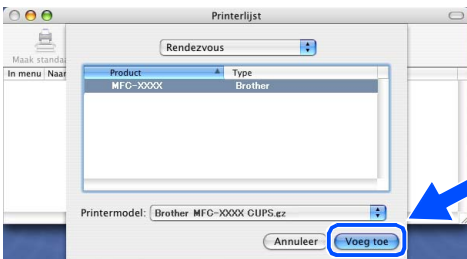 Printerlijst
Rendezvous
Maak standaa
In menu Naar
Product Type
MFC-XXXX Brother
Printermodel: Brother MFC-XXXX CUPS.gz
Annuleer Voeg toe